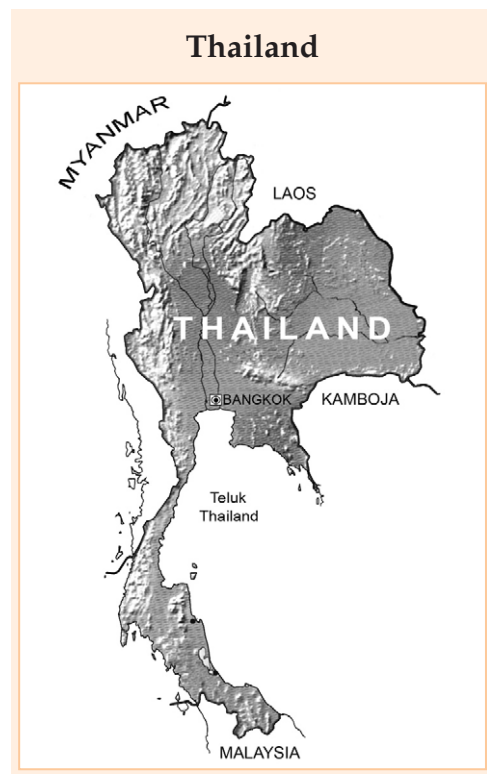 Thailand
MYANMAR
LAOS
THAILAND
BANGKOK
KAMBOJA
Teluk
Thailand
MALAYSIA